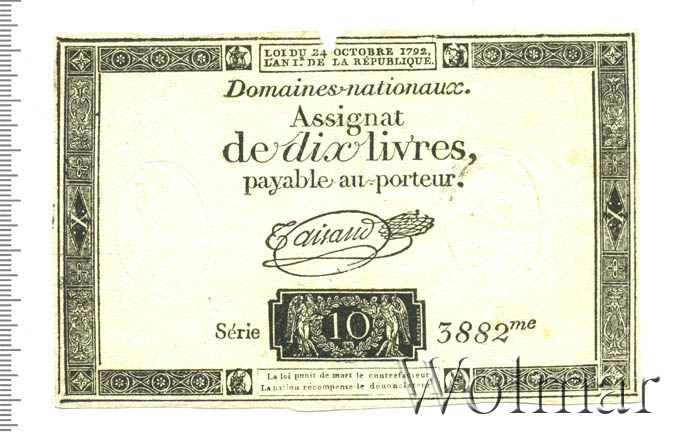 LOI DU 24 OCTOBRE 1792,
L'AN I.er DE LA RÉPUBLIQUE.
Domaines nationaux.
Assignat
de dix livres,
payable au porteur.
X X
Taisaud
Série 10 3882me
La loi punit de mort le contrefacteur
La nation récompense le dénonciateur
Wolmar